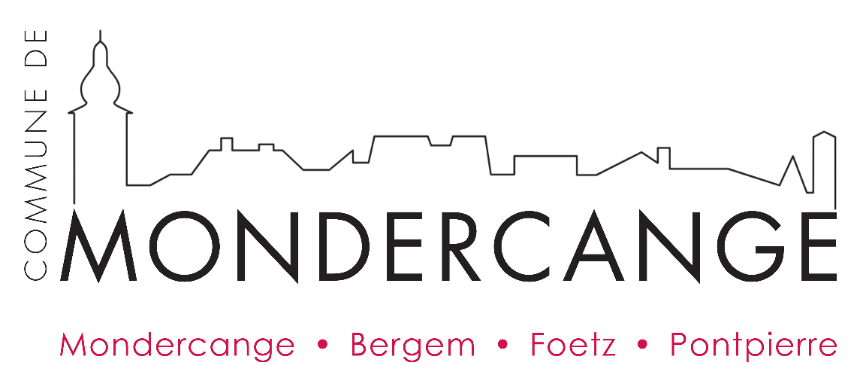 COMMUNE DE
MONDERCANGE
Mondercange • Bergem • Foetz • Pontpierre